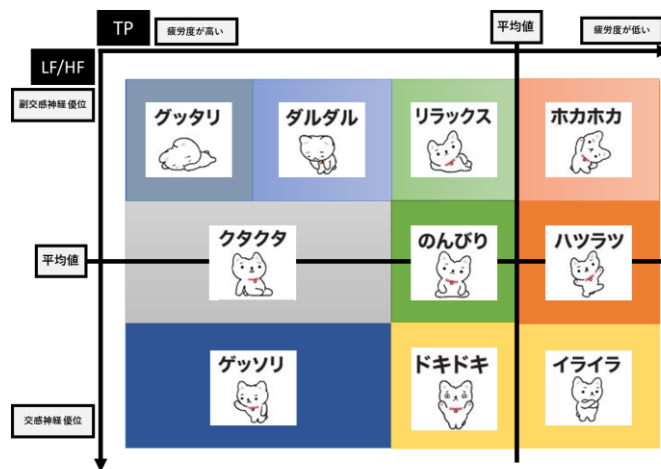 TP
疲労度が高い
平均値
疲労度が低い
LF/HF
副交感神経優位
グッタリ
ダルダル
リラックス
ホカホカ
平均値
クタクタ
のんびり
ハツラツ
ゲッソリ
ドキドキ
イライラ
交感神経優位